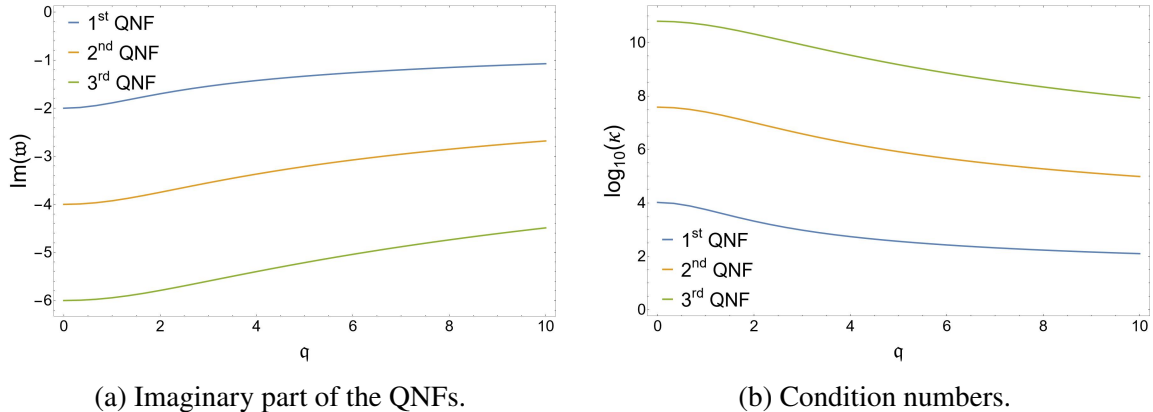 1st QNF
2nd QNF
3rd QNF
0
−1
−2
−3
−4
−5
−6
Im(𝔴)
0 2 4 6 8 10
𝔮
(a) Imaginary part of the QNFs.
10
8
6
4
2
0
log10(κ)
1st QNF
2nd QNF
3rd QNF
0 2 4 6 8 10
𝔮
(b) Condition numbers.